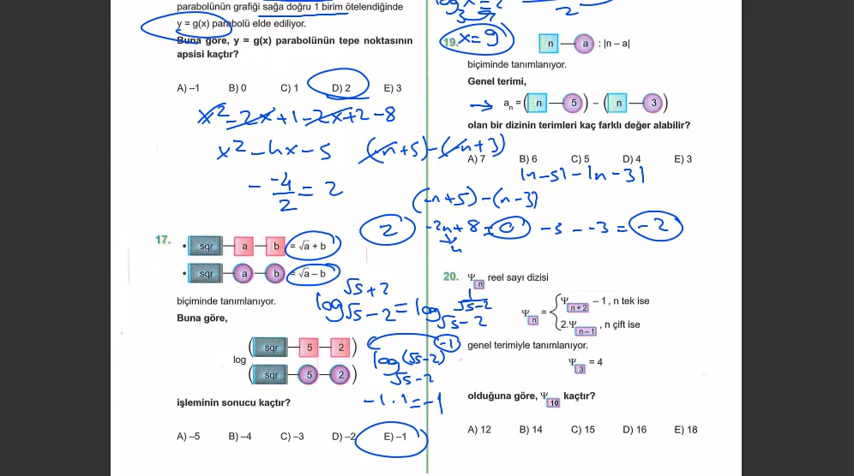 parabolünün grafiği sağa doğru 1 birim ötelendiğinde
y = g(x) parabolü elde ediliyor.
Buna göre, y = g(x) parabolünün tepe noktasının
apsisi kaçtır?
A) –1 B) 0 C) 1 D) 2 E) 3
x² – 2x + 1 – 2x + 2 – 8
x² – 4x – 5
– -4/2 = 2
17.
• sqr a b = √a + b
• sqr a b = √a – b
biçiminde tanımlanıyor.
Buna göre,
log ( sqr 5 2 )
( sqr 5 2 )
işleminin sonucu kaçtır?
A) –5 B) –4 C) –3 D) –2 E) –1
log √5+2 √5–2 = log 1/√5–2 √5–2
-1
log (√5–2) √5–2
-1 · 1 = -1
2
19. x = 9
n a : |n – a|
biçiminde tanımlanıyor.
Genel terimi,
aₙ = ( n 5 ) – ( n 3 )
olan bir dizinin terimleri kaç farklı değer alabilir?
A) 7 B) 6 C) 5 D) 4 E) 3
(-n+5) – (-n+3)
|n–5| – |n–3|
(-n+5) – (n–3)
2 -2n+8 = 0 -5 – -3 = -2
4
20. Ψ n reel sayı dizisi
Ψ n = { Ψ n+2 – 1 , n tek ise
2.Ψ n–1 , n çift ise
genel terimiyle tanımlanıyor.
Ψ 3 = 4
olduğuna göre, Ψ 10 kaçtır?
A) 12 B) 14 C) 15 D) 16 E) 18